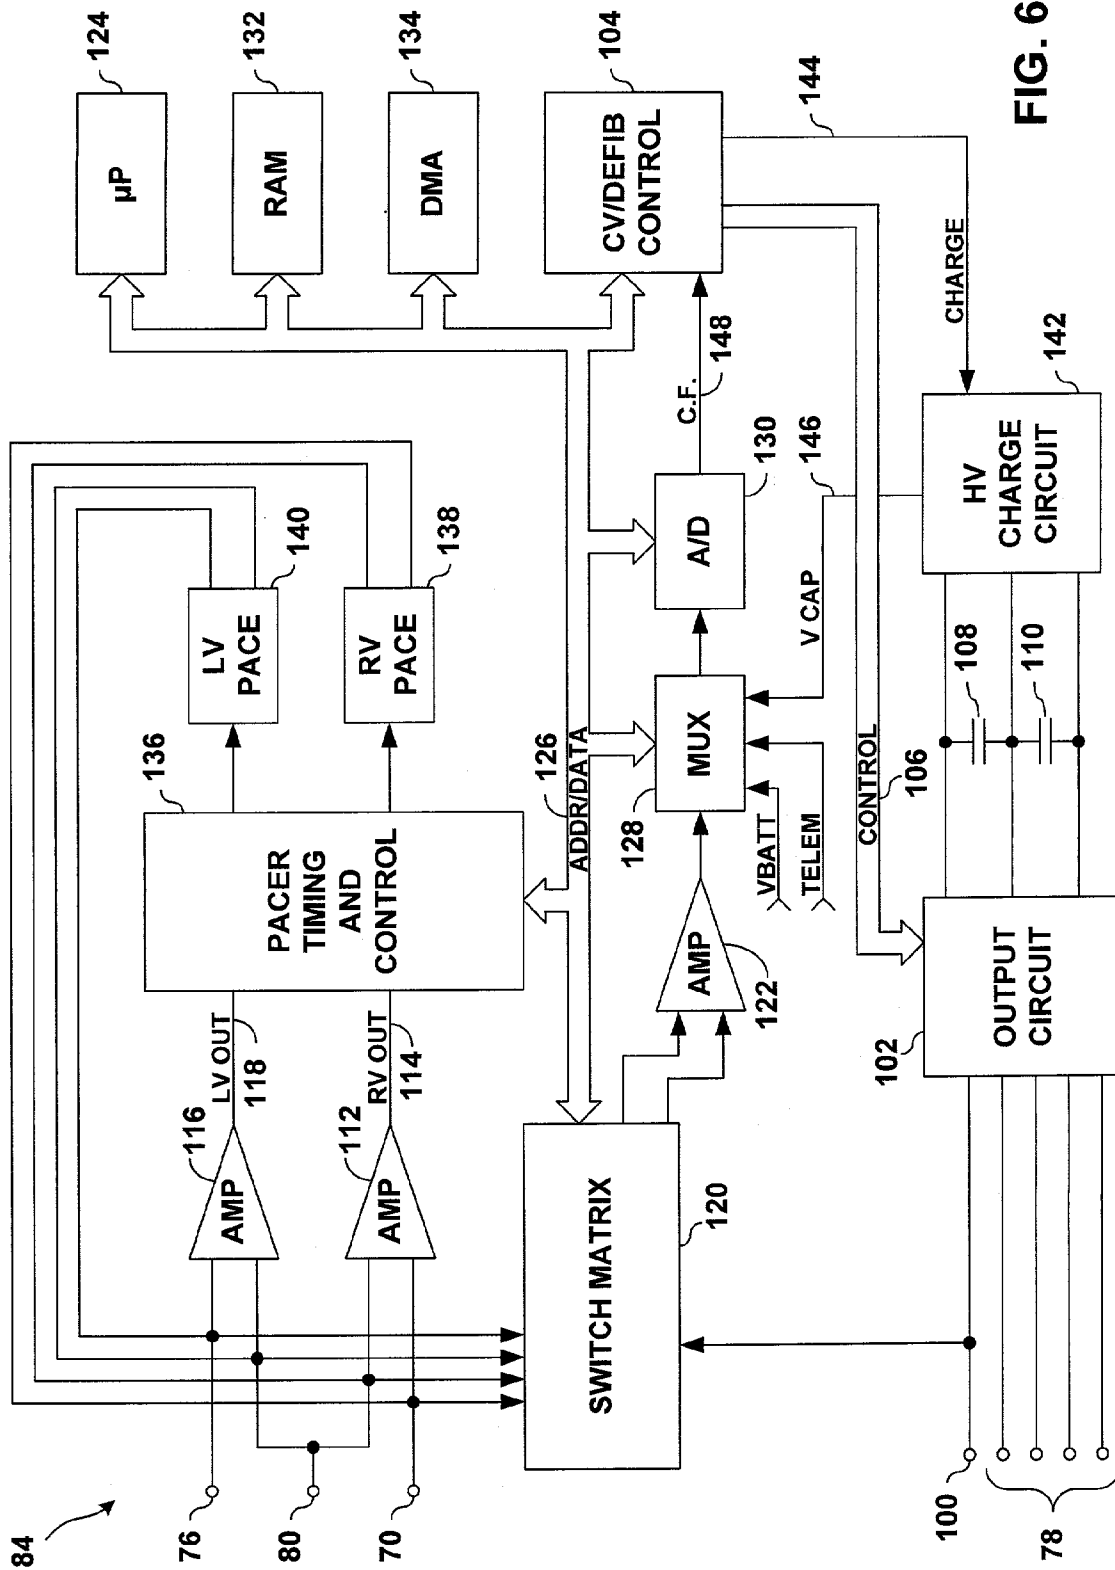 84
76
80
70
116
AMP
LV OUT
118
112
AMP
RV OUT
114
136
PACER
TIMING
AND
CONTROL
LV
PACE
140
RV
PACE
138
µP
124
RAM
132
DMA
134
126
ADDR/DATA
SWITCH MATRIX
120
AMP
122
128
MUX
VBATT
TELEM
V CAP
146
A/D
130
C.F.
148
CV/DEFIB
CONTROL
104
144
CONTROL
106
CHARGE
100
78
102
OUTPUT
CIRCUIT
108
110
HV
CHARGE
CIRCUIT
142
FIG. 6